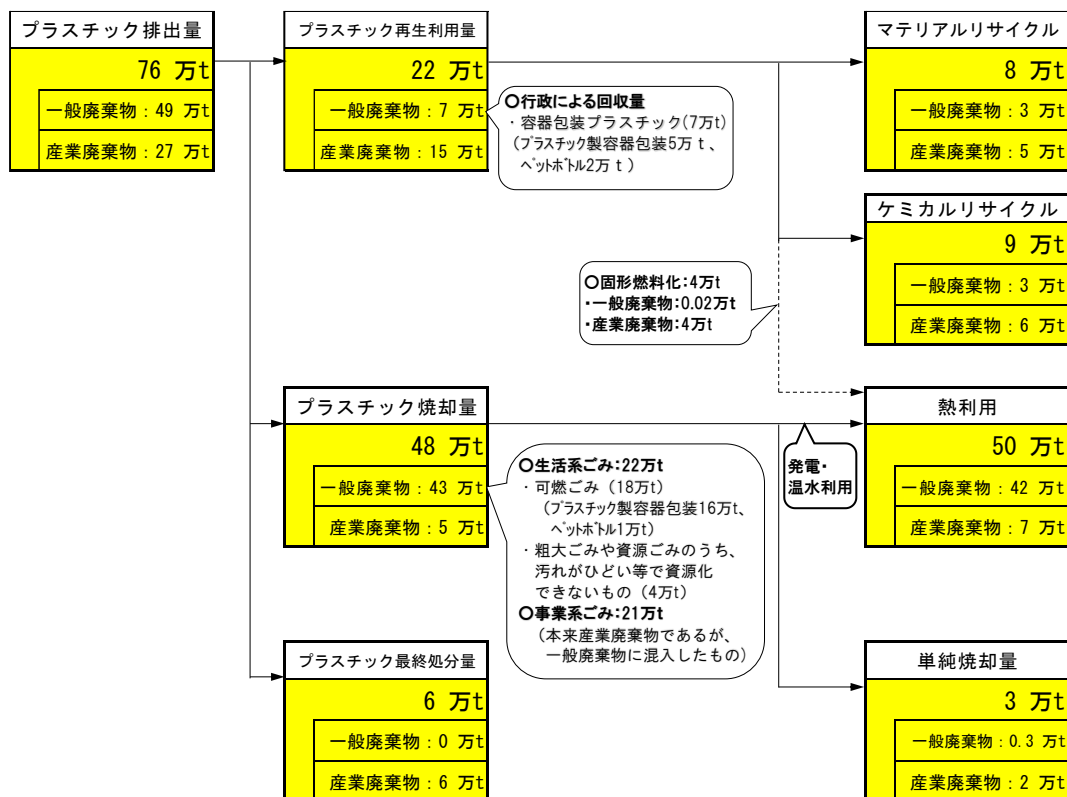 プラスチック排出量
76 万t
一般廃棄物：49 万t
産業廃棄物：27 万t
プラスチック再生利用量
22 万t
一般廃棄物：7 万t
産業廃棄物：15 万t
○行政による回収量
・容器包装プラスチック(7万t)
(プラスチック製容器包装5万ｔ、
ペットボトル2万ｔ)
マテリアルリサイクル
8 万t
一般廃棄物：3 万t
産業廃棄物：5 万t
ケミカルリサイクル
9 万t
一般廃棄物：3 万t
産業廃棄物：6 万t
○固形燃料化:4万t
・一般廃棄物:0.02万t
・産業廃棄物:4万t
プラスチック焼却量
48 万t
一般廃棄物：43 万t
産業廃棄物：5 万t
○生活系ごみ:22万t
・可燃ごみ（18万t）
（プラスチック製容器包装16万t、
ペットボトル1万t）
・粗大ごみや資源ごみのうち、
汚れがひどい等で資源化
できないもの（4万t）
○事業系ごみ:21万t
（本来産業廃棄物であるが、
一般廃棄物に混入したもの）
発電・
温水利用
熱利用
50 万t
一般廃棄物：42 万t
産業廃棄物：7 万t
プラスチック最終処分量
6 万t
一般廃棄物：0 万t
産業廃棄物：6 万t
単純焼却量
3 万t
一般廃棄物：0.3 万t
産業廃棄物：2 万t